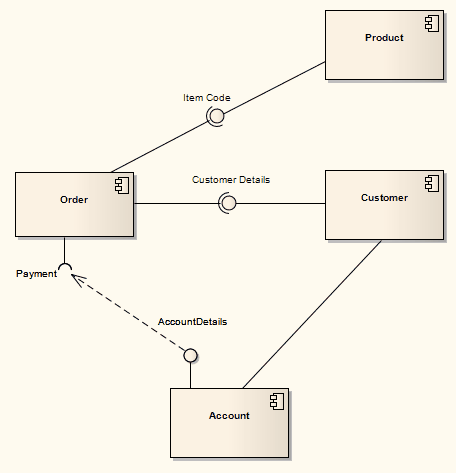 Product
Item Code
Customer Details
Order
Customer
Payment
AccountDetails
Account